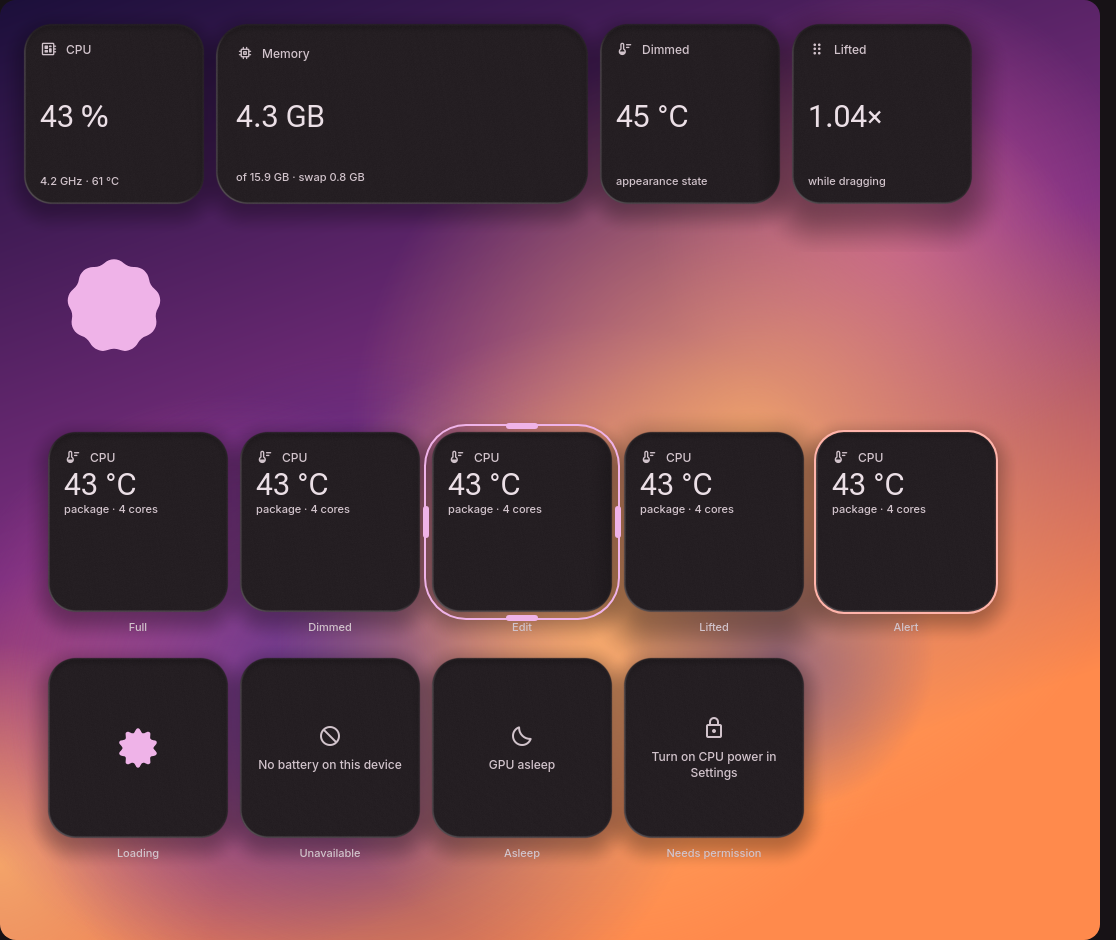 CPU
Memory
Dimmed
Lifted
43 %
4.3 GB
45 °C
1.04×
4.2 GHz · 61 °C
of 15.9 GB · swap 0.8 GB
appearance state
while dragging
CPU
CPU
CPU
CPU
CPU
43 °C
43 °C
43 °C
43 °C
43 °C
package · 4 cores
package · 4 cores
package · 4 cores
package · 4 cores
package · 4 cores
Full
Dimmed
Edit
Lifted
Alert
No battery on this device
GPU asleep
Turn on CPU power in
Settings
Loading
Unavailable
Asleep
Needs permission